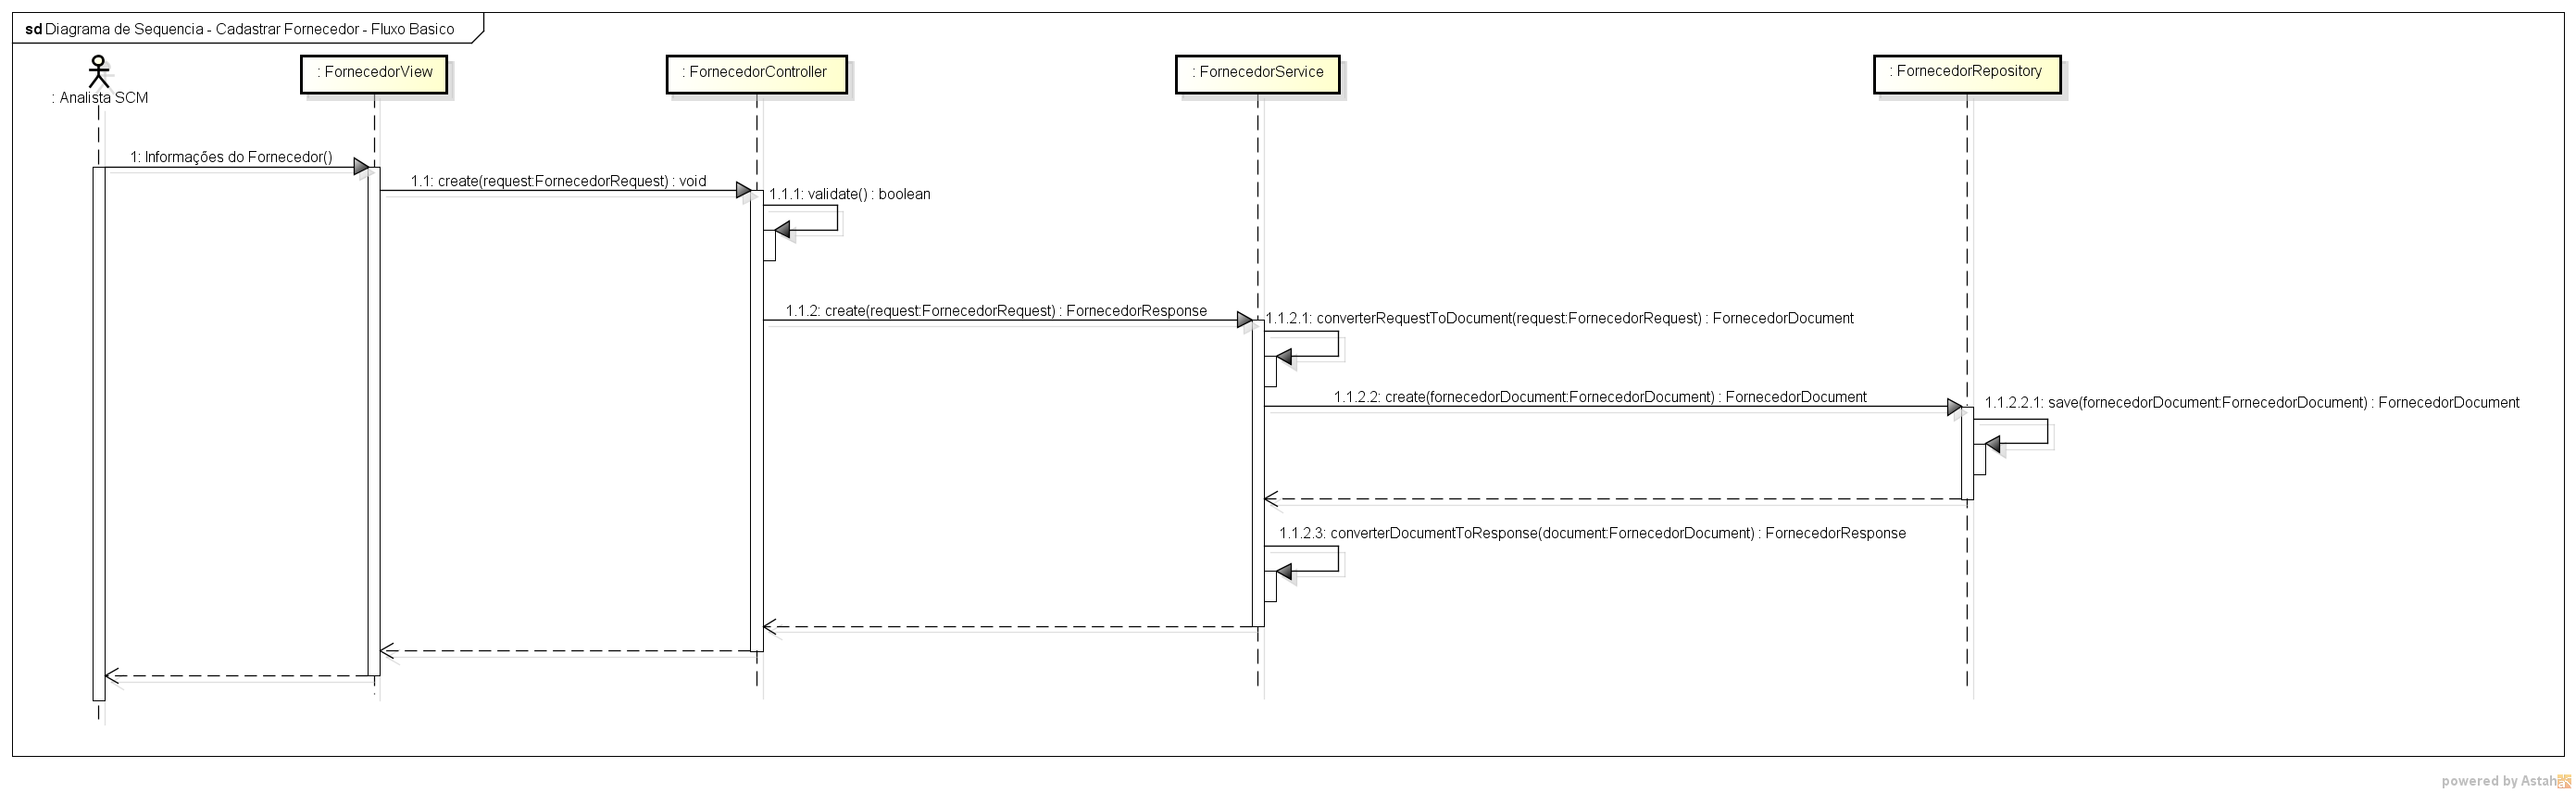 sd Diagrama de Sequencia - Cadastrar Fornecedor - Fluxo Basico
: Analista SCM
: FornecedorView
: FornecedorController
: FornecedorService
: FornecedorRepository
1: Informações do Fornecedor()
1.1: create(request:FornecedorRequest) : void
1.1.1: validate() : boolean
1.1.2: create(request:FornecedorRequest) : FornecedorResponse
1.1.2.1: converterRequestToDocument(request:FornecedorRequest) : FornecedorDocument
1.1.2.2: create(fornecedorDocument:FornecedorDocument) : FornecedorDocument
1.1.2.2.1: save(fornecedorDocument:FornecedorDocument) : FornecedorDocument
1.1.2.3: converterDocumentToResponse(document:FornecedorDocument) : FornecedorResponse
powered by Astah